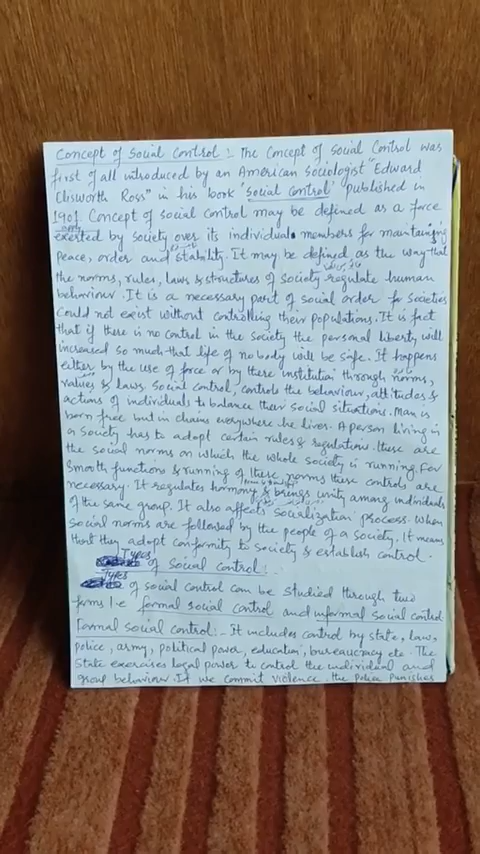 Concept of Social Control :- The Concept of Social Control was
first of all introduced by an American Sociologist "Edward
Elsworth Ross" in his book 'Social Control' published in
1901. Concept of social control may be defined as a force
exerted by society over its individual members for maintaining
peace, order and stability. It may be defined as the way that
the norms, rules, laws & structures of society regulate human
behaviour. It is a necessary part of social order for societies
could not exist without controlling their populations. It is fact
that if there is no control in the society the personal liberty will
increased so much that life of nobody will be safe. It happens
either by the use of force or by these institution through norms,
values & laws. Social control, controls the behaviour, attitudes &
actions of individuals to balance their social situations. Man is
born free but in chains everywhere he lives. A person living in
a society has to adopt certain rules & regulation. these are
the social norms on which the whole society is running. For
smooth functions & running of these norms these controls are
necessary. It regulates harmony & brings unity among individuals
of the same group. It also affects socialization process. When
social norms are followed by the people of a society, It means
that they adopt conformity to society & establish control.
Types of Social Control :-
Types of social control can be studied through two
forms i.e formal social control and informal social control
Formal Social control :- It includes control by state, law,
police, army, political power, education, bureaucracy etc. The
State exercises legal power to control the individual and
group behaviour. If we commit violence, the police punishes